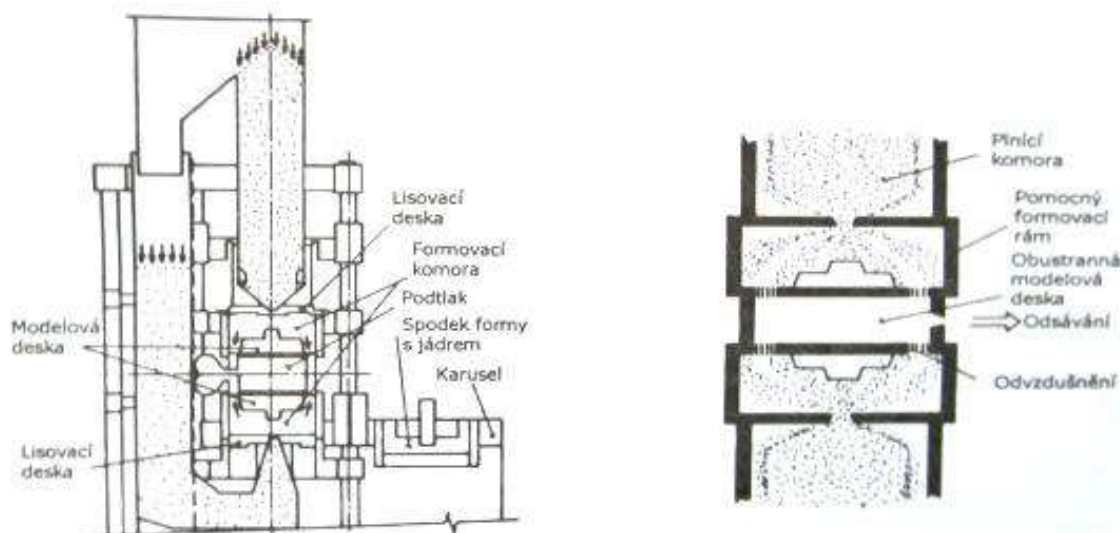 Lisovací
deska
Formovací
komora
Podtlak
Spodek formy
s jádrem
Karusel
Modelová
deska
Lisovací
deska
Plnící
komora
Pomocný
formovací
rám
Obustranná
modelová
deska
Odsávání
Odvzdušnění